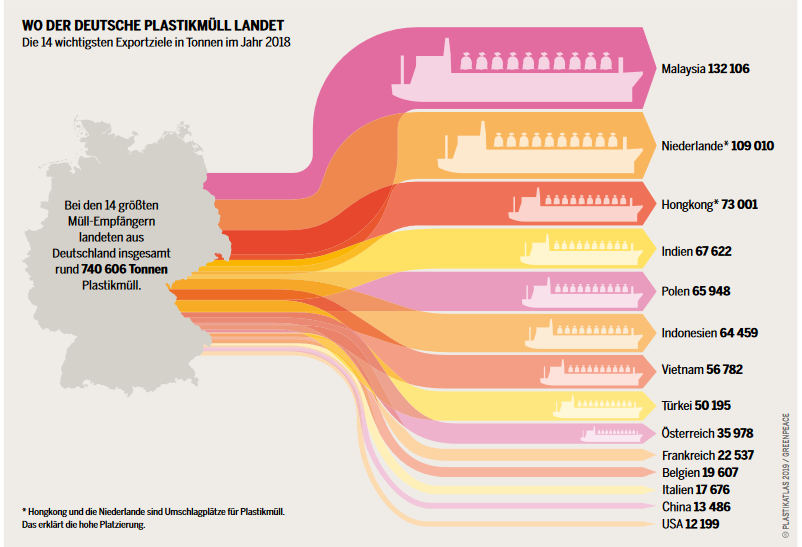 WO DER DEUTSCHE PLASTIKMÜLL LANDET
Die 14 wichtigsten Exportziele in Tonnen im Jahr 2018
Bei den 14 größten
Müll-Empfängern
landeten aus
Deutschland insgesamt
rund 740 606 Tonnen
Plastikmüll.
Malaysia 132 106
Niederlande* 109 010
Hongkong* 73 001
Indien 67 622
Polen 65 948
Indonesien 64 459
Vietnam 56 782
Türkei 50 195
Österreich 35 978
Frankreich 22 537
Belgien 19 607
Italien 17 676
China 13 486
USA 12 199
* Hongkong und die Niederlande sind Umschlagplätze für Plastikmüll.
Das erklärt die hohe Platzierung.
© PLASTIKATLAS 2019 / GREENPEACE